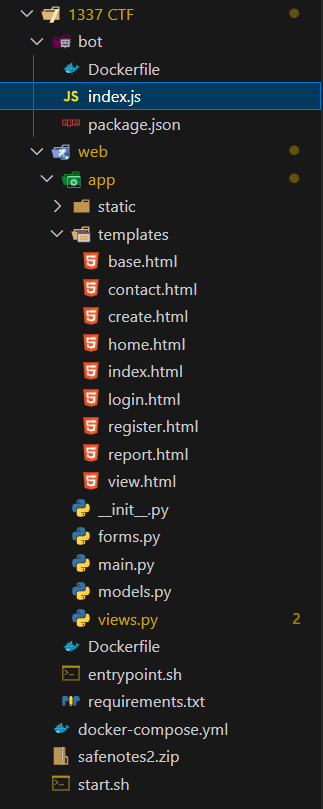 1337 CTF
bot
Dockerfile
JS index.js
package.json
web
app
static
templates
base.html
contact.html
create.html
home.html
index.html
login.html
register.html
report.html
view.html
__init__.py
forms.py
main.py
models.py
views.py 2
Dockerfile
entrypoint.sh
requirements.txt
docker-compose.yml
safenotes2.zip
start.sh